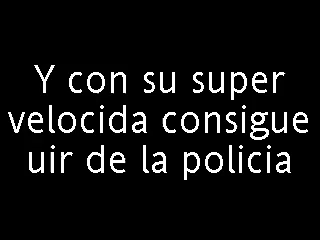 Y con su super
velocida consigue
uir de la policia